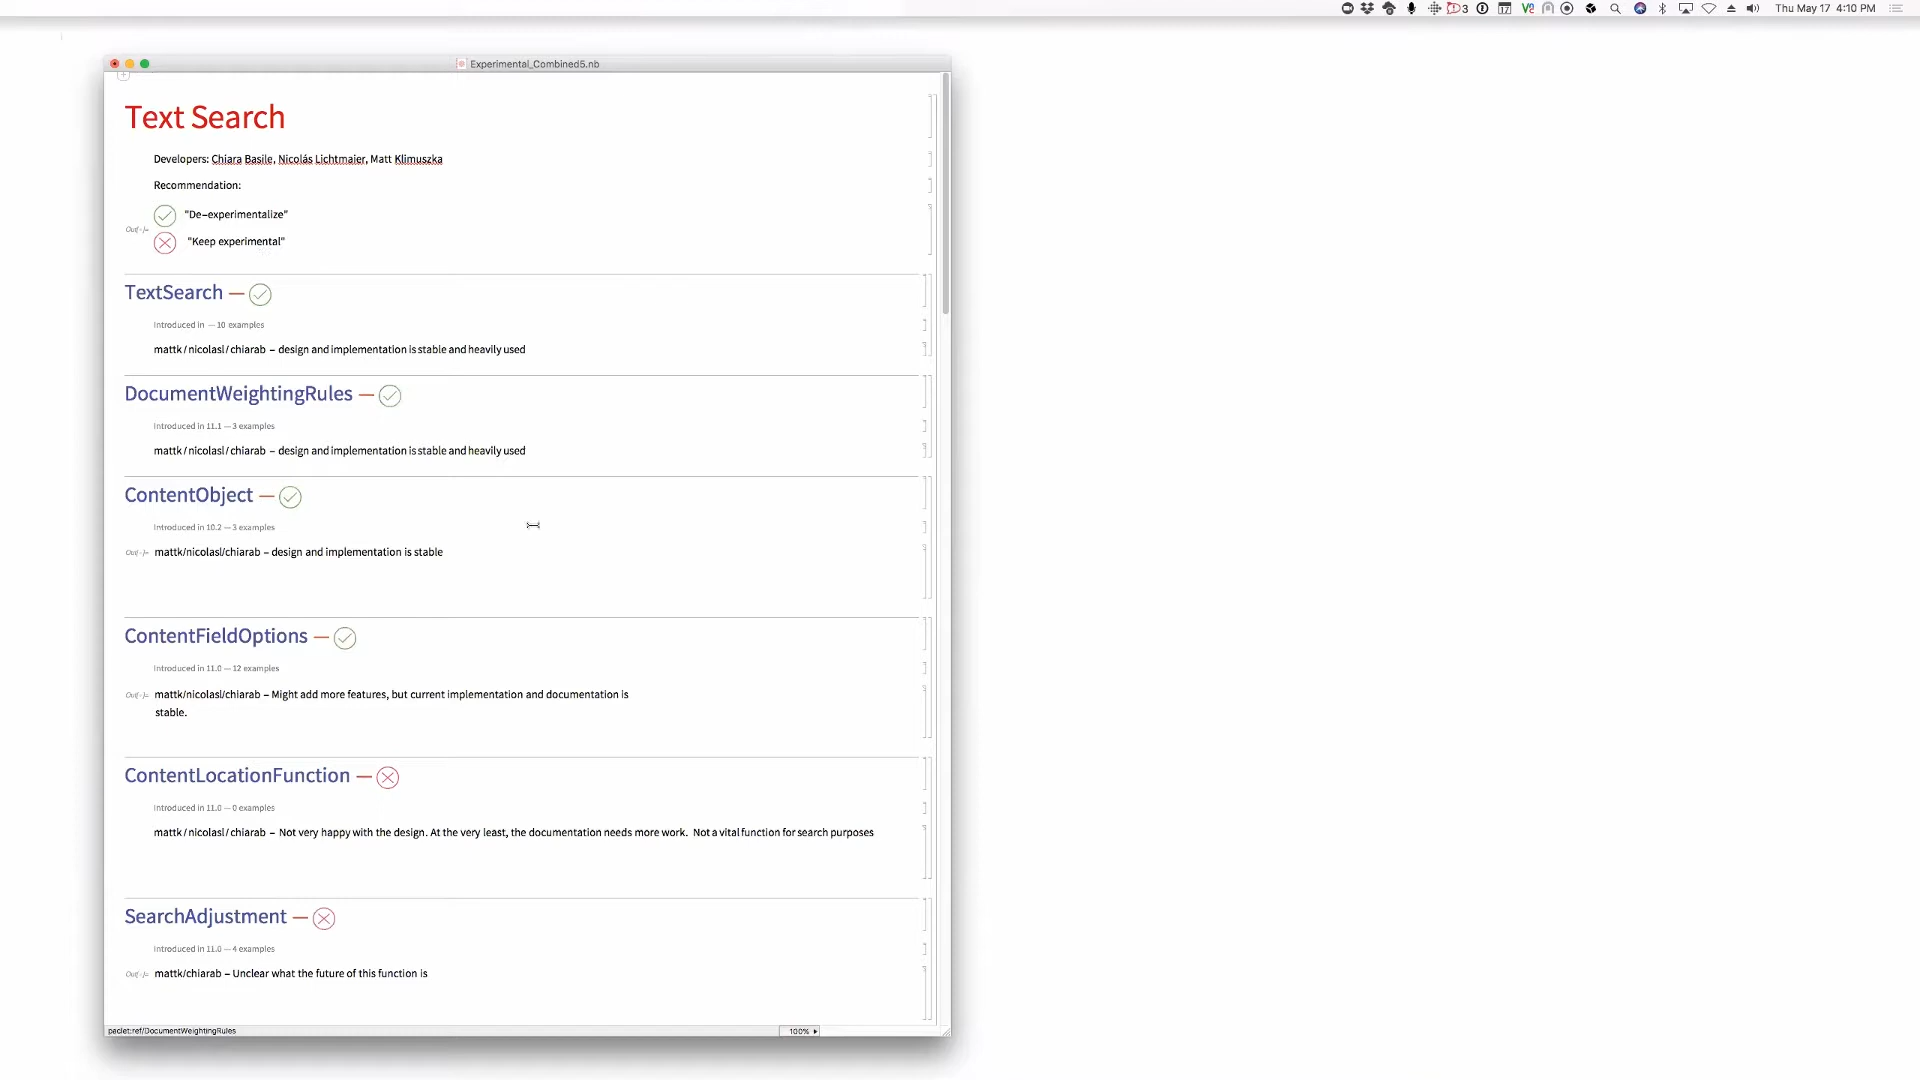 3
17
Thu May 17 4:10 PM
Experimental_Combined5.nb
Text Search
Developers: Chiara Basile, Nicolás Lichtmaier, Matt Klimuszka
Recommendation:
"De-experimentalize"
Out[-]=
"Keep experimental"
TextSearch —
Introduced in — 10 examples
mattk / nicolasl / chiarab – design and implementation is stable and heavily used
DocumentWeightingRules —
Introduced in 11.1 — 3 examples
mattk / nicolasl / chiarab – design and implementation is stable and heavily used
ContentObject —
Introduced in 10.2 — 3 examples
Out[-]= mattk/nicolasl/chiarab – design and implementation is stable
ContentFieldOptions —
Introduced in 11.0 — 12 examples
Out[-]= mattk/nicolasl/chiarab – Might add more features, but current implementation and documentation is
stable.
ContentLocationFunction —
Introduced in 11.0 — 0 examples
mattk / nicolasl / chiarab – Not very happy with the design. At the very least, the documentation needs more work. Not a vital function for search purposes
SearchAdjustment —
Introduced in 11.0 — 4 examples
Out[-]= mattk/chiarab – Unclear what the future of this function is
paclet:ref/DocumentWeightingRules
100%